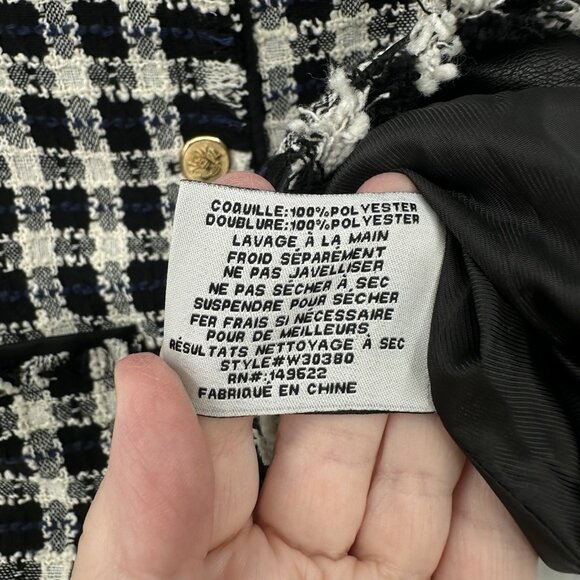 COQUILLE:100%POLYESTER
DOUBLURE:100%POLYESTER
LAVAGE À LA MAIN
FROID SÉPARÉMENT
NE PAS JAVELLISER
NE PAS SÉCHER À SEC
SUSPENDRE POUR SÉCHER
FER FRAIS SI NÉCESSAIRE
POUR DE MEILLEURS
RÉSULTATS NETTOYAGE À SEC
STYLE#W30380
RN#:149622
FABRIQUÉ EN CHINE